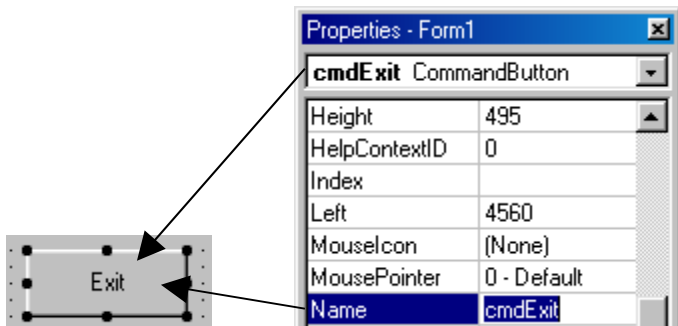 Properties - Form1
cmdExit CommandButton
Height 495
HelpContextID 0
Index
Left 4560
MouseIcon (None)
MousePointer 0 - Default
Name cmdExit
Exit